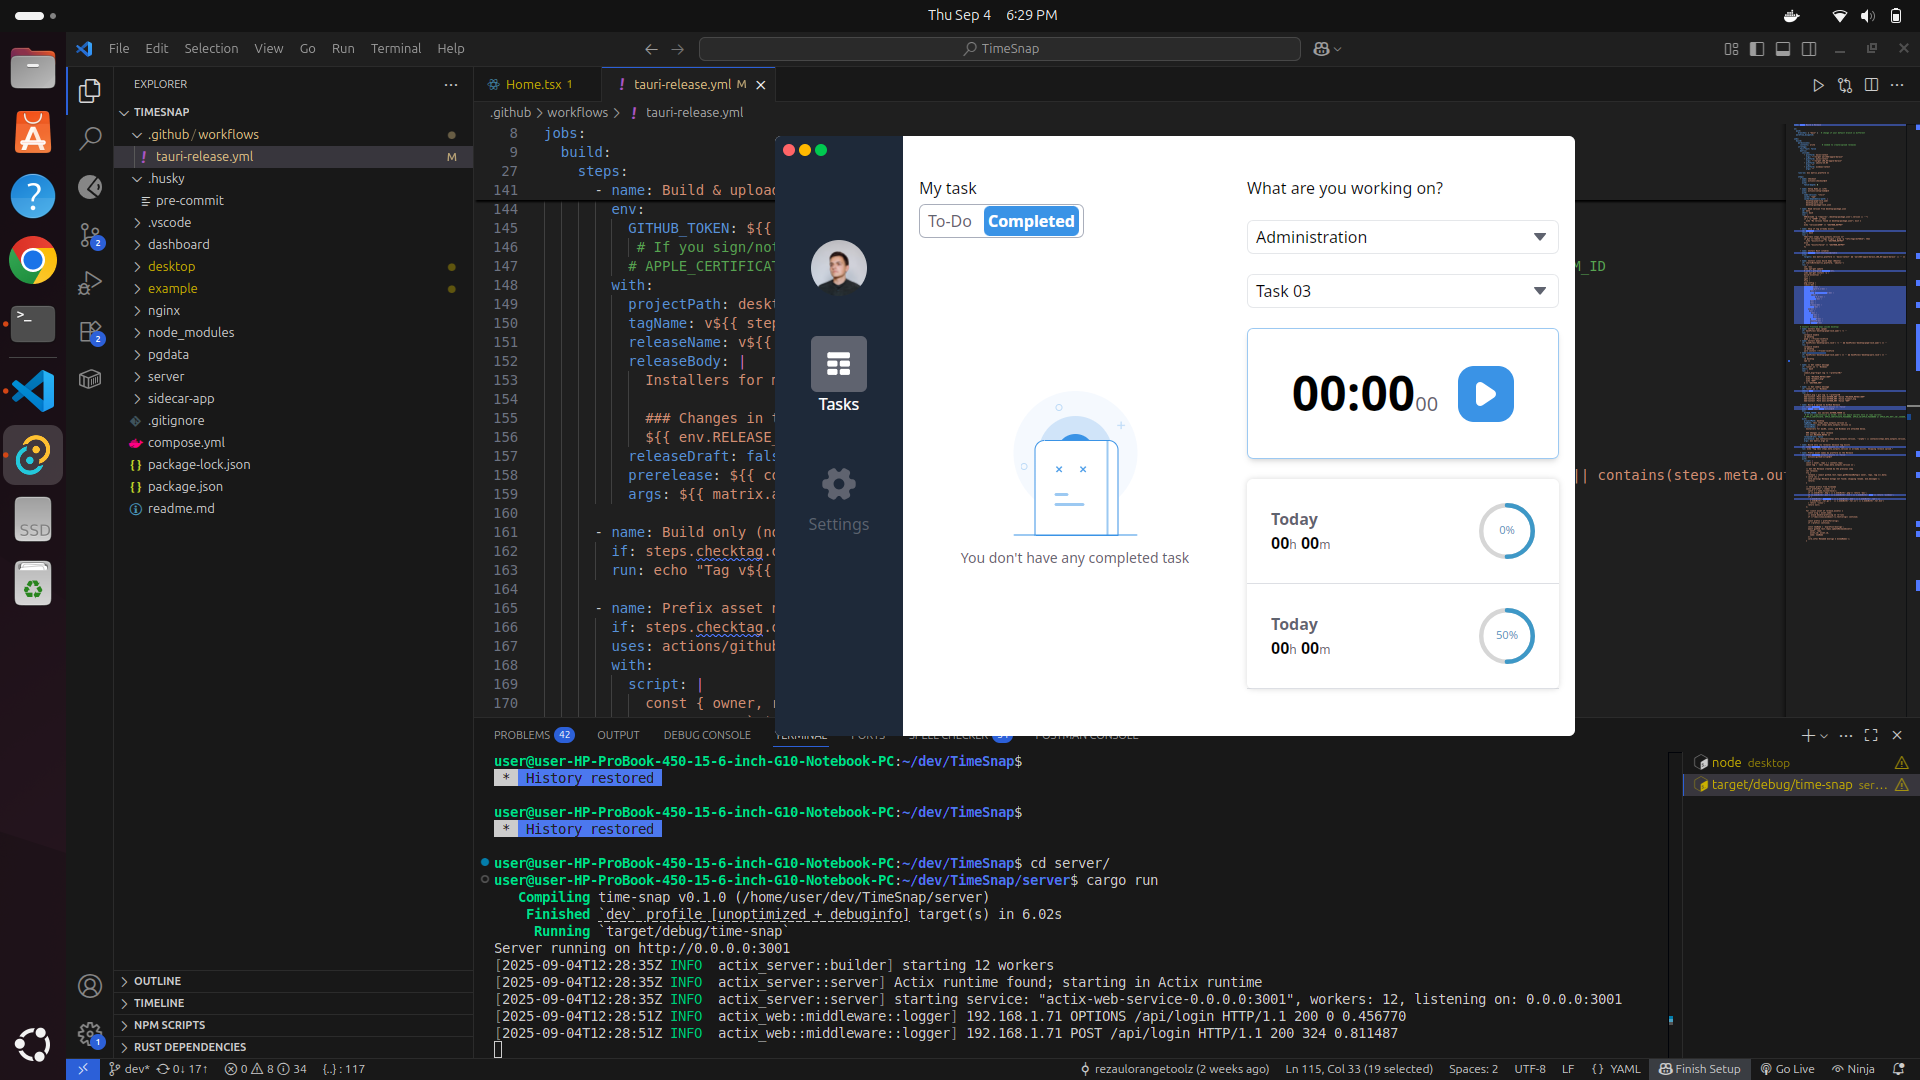 Thu Sep 4 6:29 PM
File Edit Selection View Go Run Terminal Help
TimeSnap
EXPLORER
Home.tsx 1
tauri-release.yml M
.github > workflows > ! tauri-release.yml
TIMESNAP
.github/workflows
tauri-release.yml M
.husky
pre-commit
.vscode
dashboard
desktop
example
nginx
node_modules
pgdata
server
sidecar-app
.gitignore
compose.yml
package-lock.json
package.json
readme.md
OUTLINE
TIMELINE
NPM SCRIPTS
RUST DEPENDENCIES
8 jobs:
9 build:
27 steps:
141 - name: Build & upload
144 env:
145 GITHUB_TOKEN: ${{
146 # If you sign/not
147 # APPLE_CERTIFICAT M_ID
148 with:
149 projectPath: deskt
150 tagName: v${{ step
151 releaseName: v${{
152 releaseBody: |
153 Installers for m
154
155 ### Changes in t
156 ${{ env.RELEASE_
157 releaseDraft: fals
158 prerelease: ${{ co || contains(steps.meta.ou
159 args: ${{ matrix.a
160
161 - name: Build only (no
162 if: steps.checktag.o
163 run: echo "Tag v${{
164
165 - name: Prefix asset n
166 if: steps.checktag.o
167 uses: actions/github
168 with:
169 script: |
170 const { owner, r
My task
To-Do Completed
Tasks
Settings
You don't have any completed task
What are you working on?
Administration
Task 03
00:00 00
Today
00h 00m
0%
Today
00h 00m
50%
PROBLEMS 42 OUTPUT DEBUG CONSOLE TERMINAL PORTS SPELL CHECKER POSTMAN CONSOLE
user@user-HP-ProBook-450-15-6-inch-G10-Notebook-PC:~/dev/TimeSnap$
* History restored
user@user-HP-ProBook-450-15-6-inch-G10-Notebook-PC:~/dev/TimeSnap$
* History restored
user@user-HP-ProBook-450-15-6-inch-G10-Notebook-PC:~/dev/TimeSnap$ cd server/
user@user-HP-ProBook-450-15-6-inch-G10-Notebook-PC:~/dev/TimeSnap/server$ cargo run
Compiling time-snap v0.1.0 (/home/user/dev/TimeSnap/server)
Finished `dev` profile [unoptimized + debuginfo] target(s) in 6.02s
Running `target/debug/time-snap`
Server running on http://0.0.0.0:3001
[2025-09-04T12:28:35Z INFO actix_server::builder] starting 12 workers
[2025-09-04T12:28:35Z INFO actix_server::server] Actix runtime found; starting in Actix runtime
[2025-09-04T12:28:35Z INFO actix_server::server] starting service: "actix-web-service-0.0.0.0:3001", workers: 12, listening on: 0.0.0.0:3001
[2025-09-04T12:28:51Z INFO actix_web::middleware::logger] 192.168.1.71 OPTIONS /api/login HTTP/1.1 200 0 0.456770
[2025-09-04T12:28:51Z INFO actix_web::middleware::logger] 192.168.1.71 POST /api/login HTTP/1.1 200 324 0.811487
node desktop
target/debug/time-snap ser...
SSD
dev* 0↓ 17↑ 0 8 34 {..} : 117
rezaulorangetoolz (2 weeks ago) Ln 115, Col 33 (19 selected) Spaces: 2 UTF-8 LF {} YAML Finish Setup Go Live Ninja